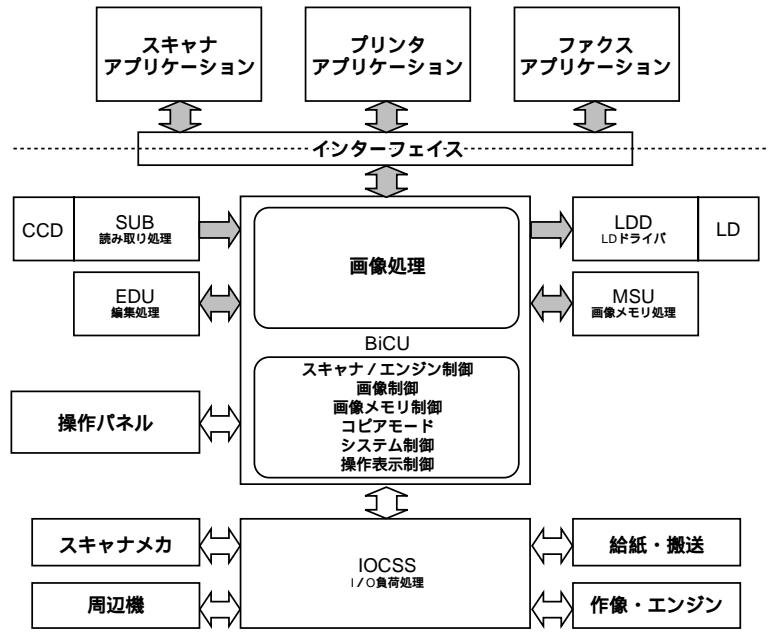 スキャナ
アプリケーション
プリンタ
アプリケーション
ファクス
アプリケーション
インターフェイス
CCD
SUB
読み取り処理
画像処理
LDD
LDドライバ
LD
EDU
編集処理
MSU
画像メモリ処理
BiCU
スキャナ / エンジン制御
画像制御
画像メモリ制御
コピアモード
システム制御
操作表示制御
操作パネル
スキャナメカ
IOCSS
I/O負荷処理
給紙・搬送
周辺機
作像・エンジン